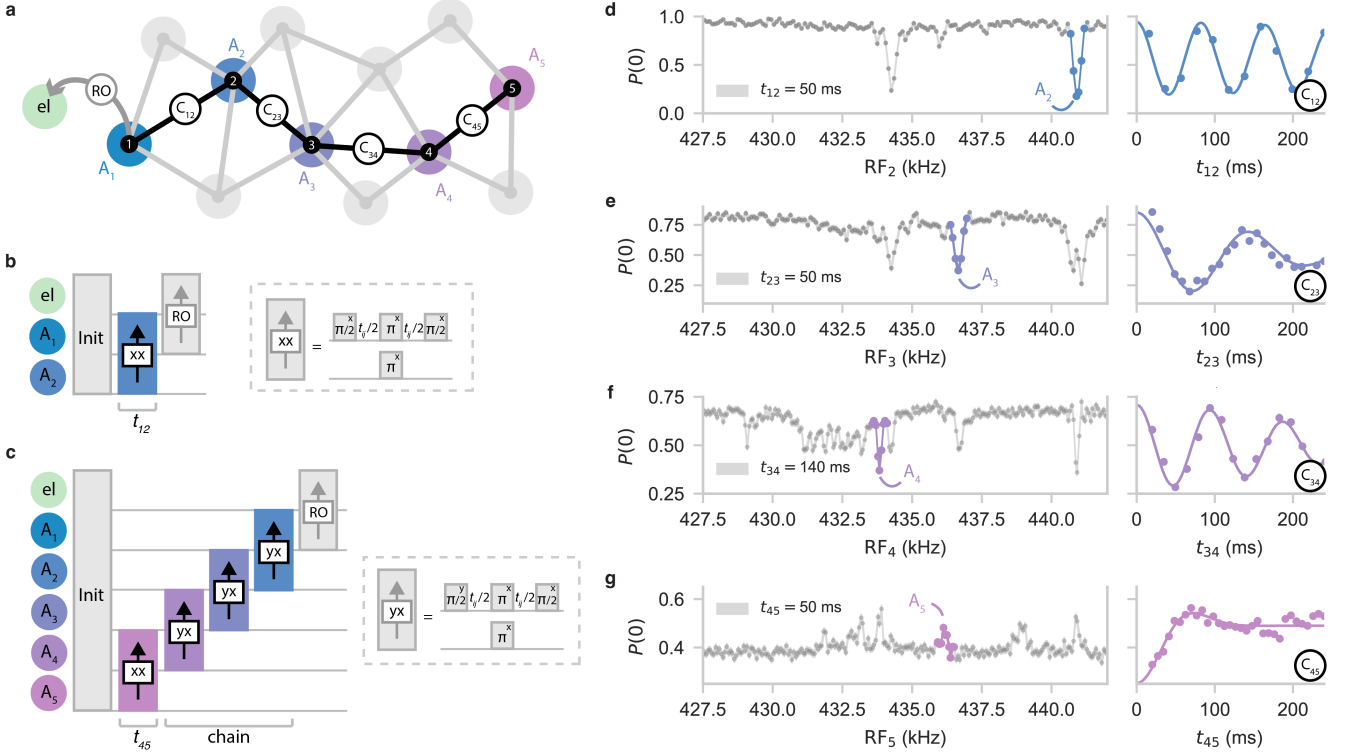 a
el
RO
A1
1
C12
A2
2
C23
A3
3
C34
4
A4
C45
A5
5
b
el
A1
A2
Init
xx
RO
t12
xx
=
π/2 x tij/2 π x tij/2 π/2 x
π x
c
el
A1
A2
A3
A4
A5
Init
xx
yx
yx
yx
RO
t45
chain
yx
=
π/2 y tij/2 π x tij/2 π/2 x
π x
d
P(0)
1.0
0.5
0.0
t12 = 50 ms
A2
427.5 430.0 432.5 435.0 437.5 440.0
RF2 (kHz)
C12
0 100 200
t12 (ms)
e
P(0)
0.75
0.50
0.25
t23 = 50 ms
A3
427.5 430.0 432.5 435.0 437.5 440.0
RF3 (kHz)
C23
0 100 200
t23 (ms)
f
P(0)
0.75
0.50
0.25
t34 = 140 ms
A4
427.5 430.0 432.5 435.0 437.5 440.0
RF4 (kHz)
C34
0 100 200
t34 (ms)
g
P(0)
0.6
0.4
t45 = 50 ms
A5
427.5 430.0 432.5 435.0 437.5 440.0
RF5 (kHz)
C45
0 100 200
t45 (ms)